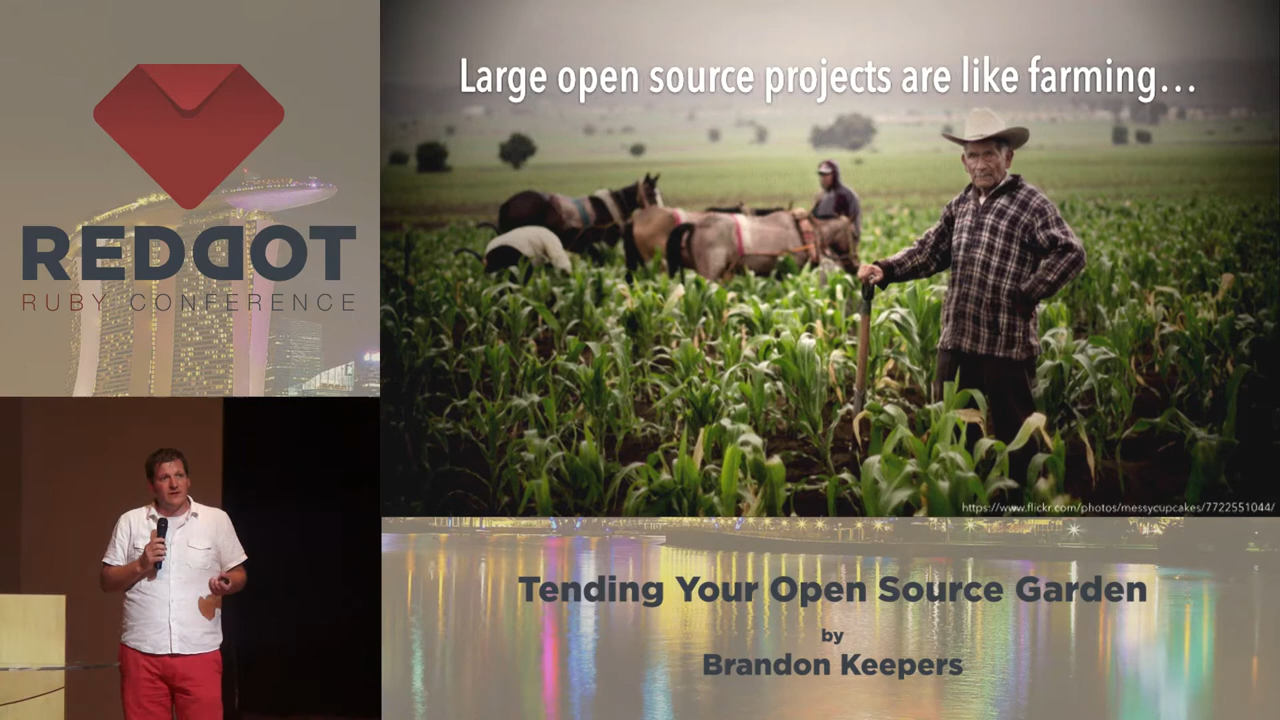 REDDOT
RUBY CONFERENCE
Large open source projects are like farming...
https://www.flickr.com/photos/messycupcakes/7722551044/
Tending Your Open Source Garden
by
Brandon Keepers